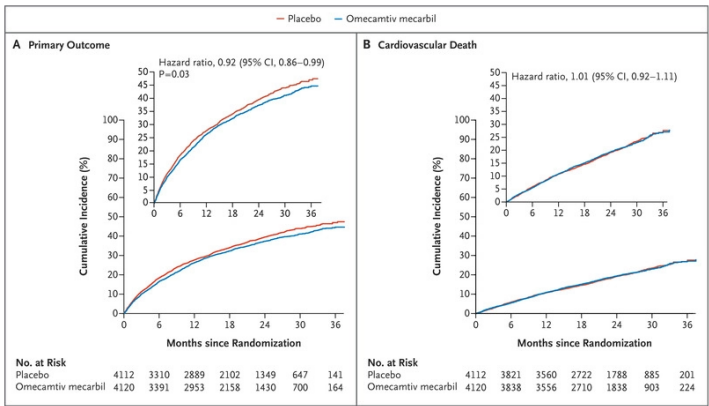 Placebo Omecamtiv mecarbil
A Primary Outcome
Hazard ratio, 0.92 (95% CI, 0.86–0.99)
P=0.03
50
45
40
35
30
25
20
15
10
5
0
0 6 12 18 24 30 36
Cumulative Incidence (%)
100
90
80
70
60
50
40
30
20
10
0
0 6 12 18 24 30 36
Months since Randomization
No. at Risk
Placebo 4112 3310 2889 2102 1349 647 141
Omecamtiv mecarbil 4120 3391 2953 2158 1430 700 164
B Cardiovascular Death
Hazard ratio, 1.01 (95% CI, 0.92–1.11)
50
45
40
35
30
25
20
15
10
5
0
0 6 12 18 24 30 36
Cumulative Incidence (%)
100
90
80
70
60
50
40
30
20
10
0
0 6 12 18 24 30 36
Months since Randomization
No. at Risk
Placebo 4112 3821 3560 2722 1788 885 201
Omecamtiv mecarbil 4120 3838 3556 2710 1838 903 224